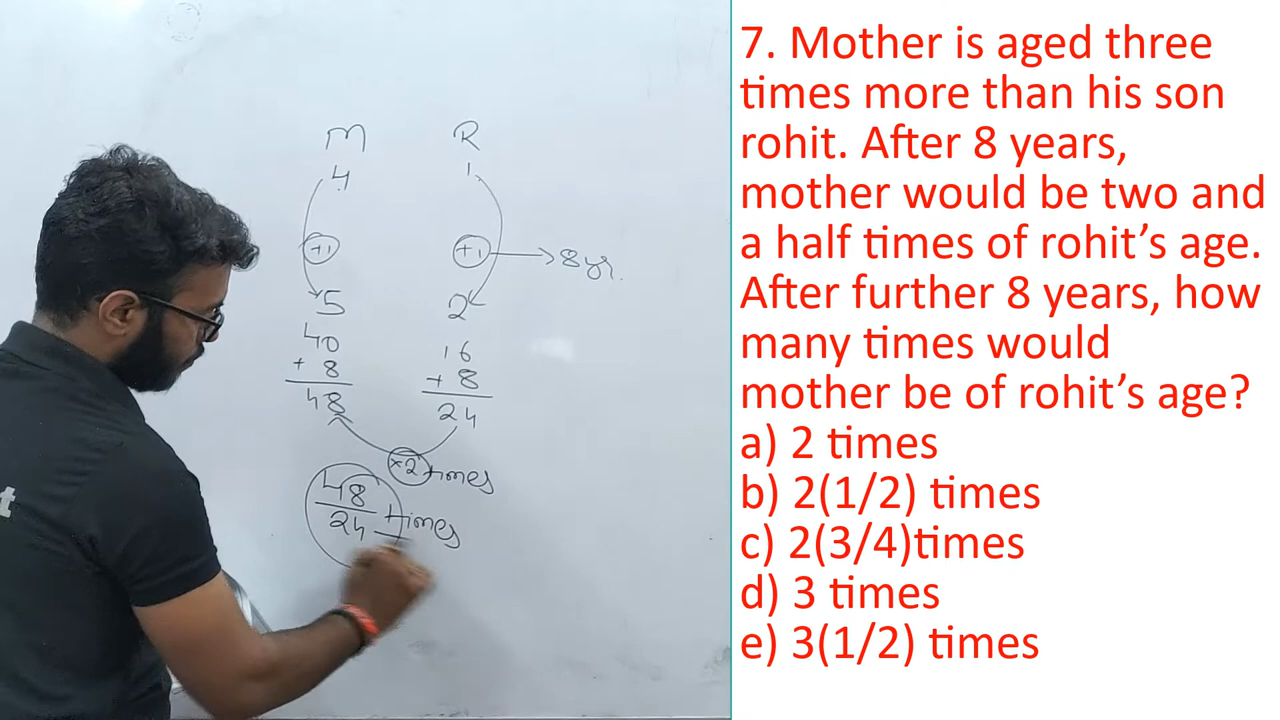 M R
4 1
+1 +1 → 8 yr.
5 2
40 16
+ 8 + 8
48 24
×2 times
48
24 times
t
7. Mother is aged three
times more than his son
rohit. After 8 years,
mother would be two and
a half times of rohit’s age.
After further 8 years, how
many times would
mother be of rohit’s age?
a) 2 times
b) 2(1/2) times
c) 2(3/4)times
d) 3 times
e) 3(1/2) times